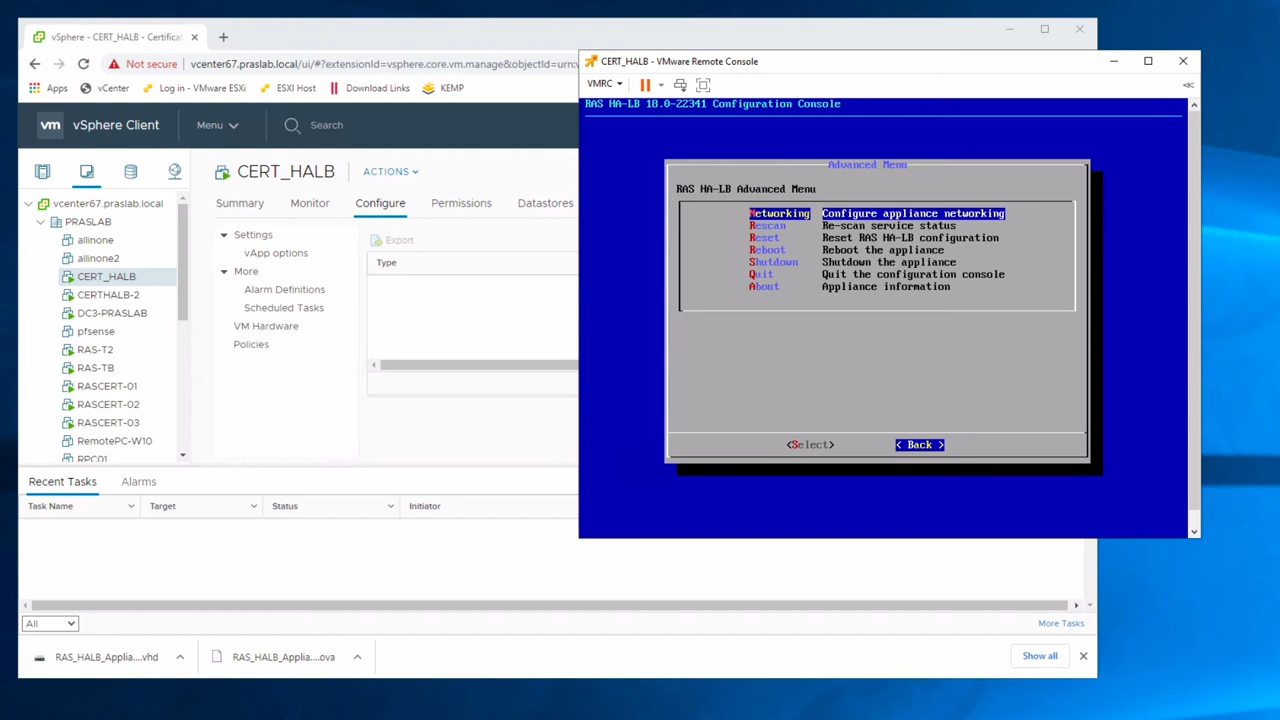 vSphere - CERT_HALB - Certifica
Not secure
vcenter67.praslab.local/ui/#?extensionId=vsphere.core.vm.manage&objectId=urn:v
Apps
vCenter
Log in - VMware ESXi
ESXI Host
Download Links
KEMP
vm
vSphere Client
Menu
Search
vcenter67.praslab.local
PRASLAB
allinone
allinone2
CERT_HALB
CERTHALB-2
DC3-PRASLAB
pfsense
RAS-T2
RAS-TB
RASCERT-01
RASCERT-02
RASCERT-03
RemotePC-W10
RPC01
CERT_HALB
ACTIONS
Summary
Monitor
Configure
Permissions
Datastores
Settings
vApp options
More
Alarm Definitions
Scheduled Tasks
VM Hardware
Policies
Export
Type
CERT_HALB - VMware Remote Console
VMRC
RAS HA-LB 18.0-22341 Configuration Console
Advanced Menu
RAS HA-LB Advanced Menu
Networking Configure appliance networking
Rescan Re-scan service status
Reset Reset RAS HA-LB configuration
Reboot Reboot the appliance
Shutdown Shutdown the appliance
Quit Quit the configuration console
About Appliance information
<Select> < Back >
Recent Tasks
Alarms
Task Name
Target
Status
Initiator
All
More Tasks
RAS_HALB_Applia....vhd
RAS_HALB_Applia....ova
Show all